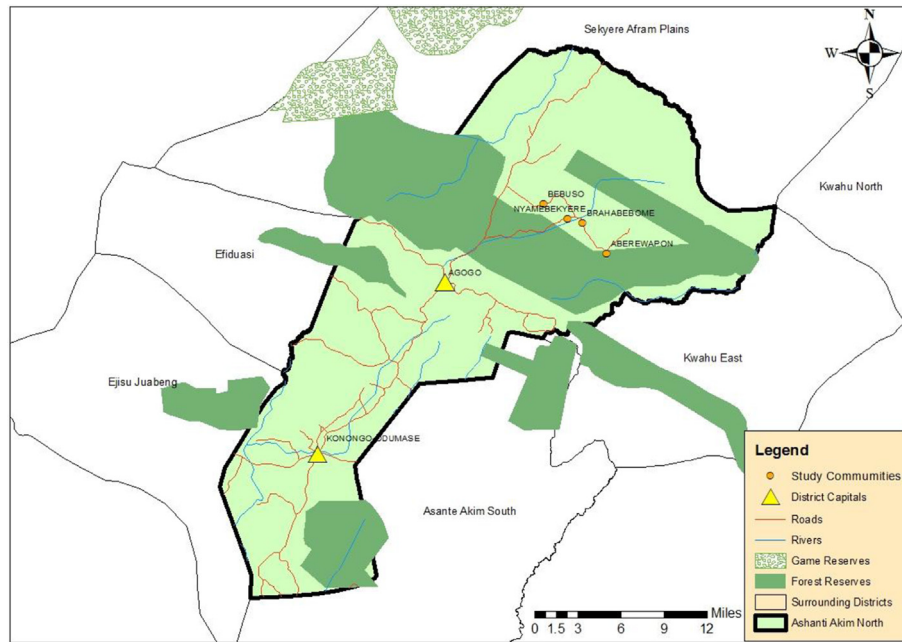 Sekyere Afram Plains
N
W
E
S
Kwahu North
BEBUSO
NYAMEBEKYERE
BRAHABEBOME
ABEREWAPON
Efiduasi
AGOGO
Kwahu East
Ejisu Juabeng
KONONGO-ODUMASE
Asante Akim South
Legend
Study Communities
District Capitals
Roads
Rivers
Game Reserves
Forest Reserves
Surrounding Districts
Ashanti Akim North
Miles
0 1.5 3 6 9 12